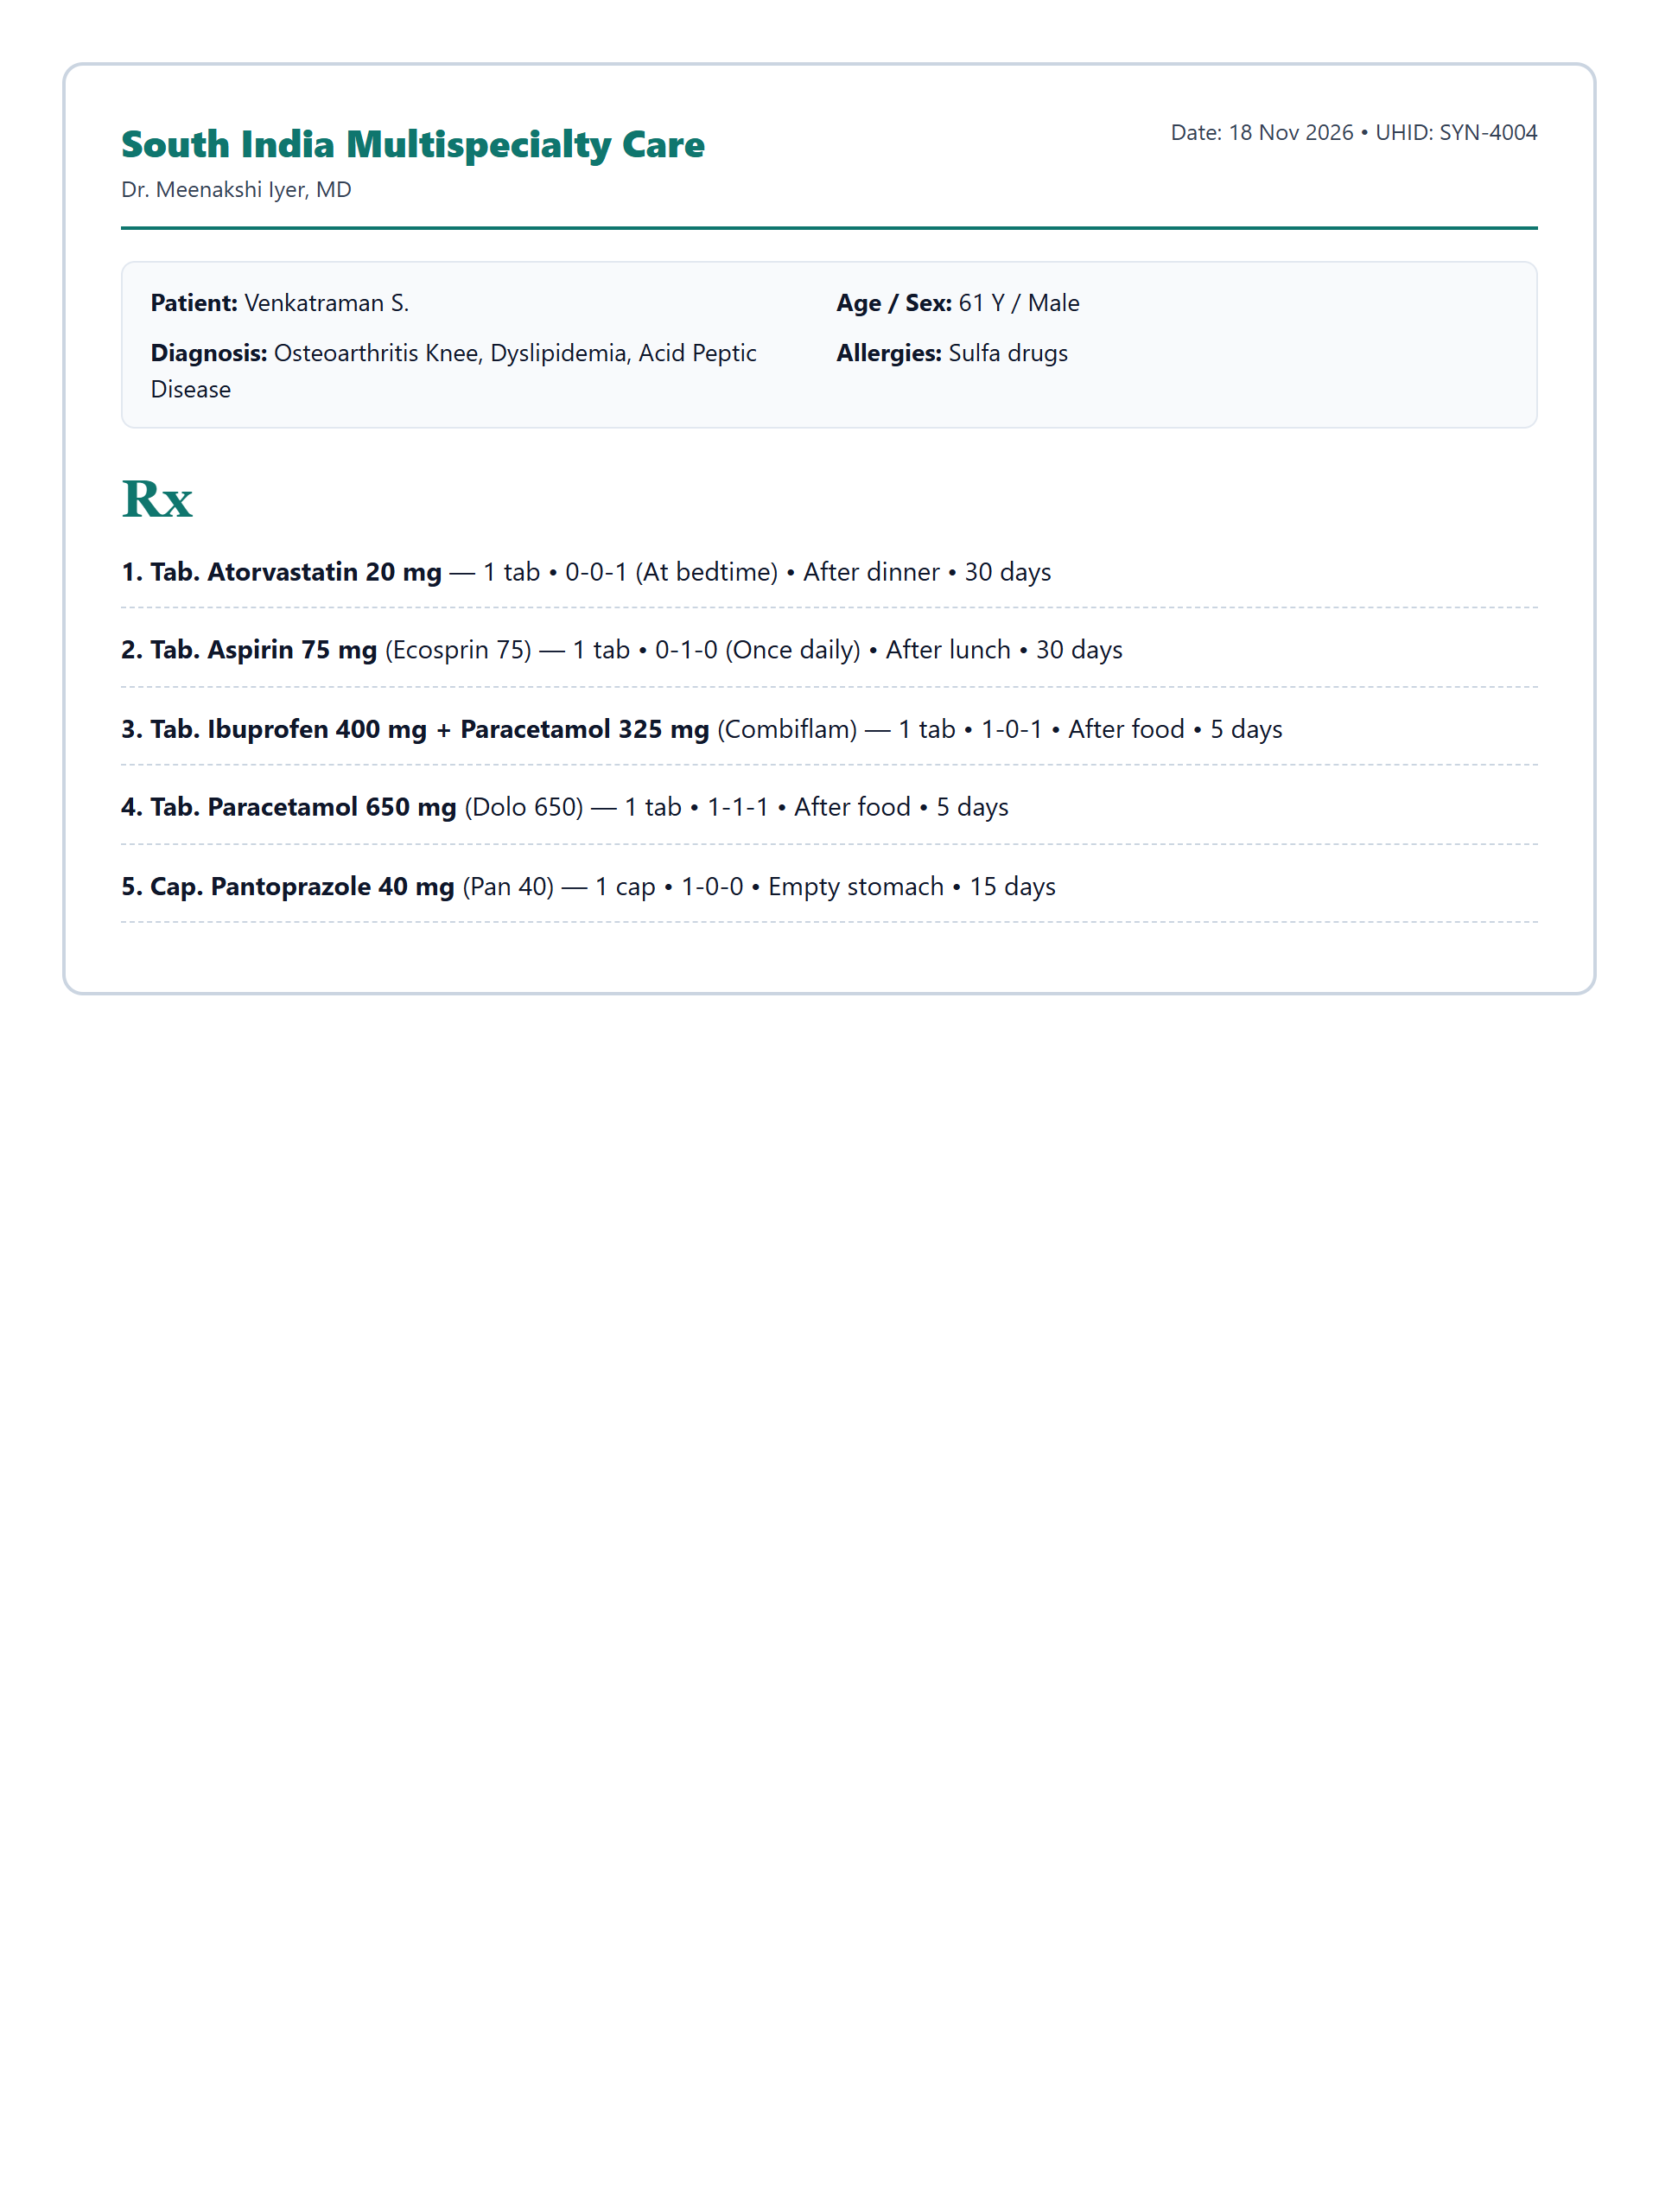 South India Multispecialty Care
Date: 18 Nov 2026 • UHID: SYN-4004
Dr. Meenakshi Iyer, MD
Patient: Venkatraman S.
Age / Sex: 61 Y / Male
Diagnosis: Osteoarthritis Knee, Dyslipidemia, Acid Peptic
Disease
Allergies: Sulfa drugs
Rx
1. Tab. Atorvastatin 20 mg — 1 tab • 0-0-1 (At bedtime) • After dinner • 30 days
2. Tab. Aspirin 75 mg (Ecosprin 75) — 1 tab • 0-1-0 (Once daily) • After lunch • 30 days
3. Tab. Ibuprofen 400 mg + Paracetamol 325 mg (Combiflam) — 1 tab • 1-0-1 • After food • 5 days
4. Tab. Paracetamol 650 mg (Dolo 650) — 1 tab • 1-1-1 • After food • 5 days
5. Cap. Pantoprazole 40 mg (Pan 40) — 1 cap • 1-0-0 • Empty stomach • 15 days